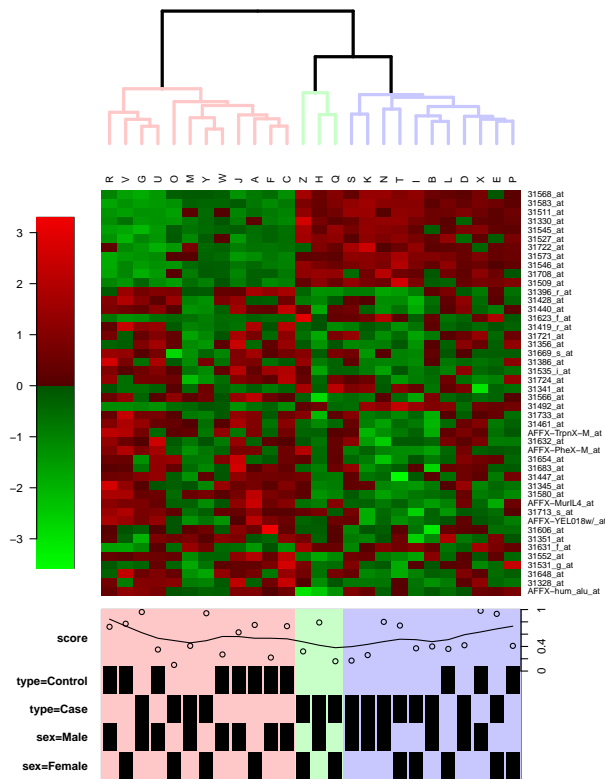 R V G U O M Y W J A F C Z H Q S K N T I B L D X E P
31568_at
31583_at
31511_at
31330_at
31545_at
31527_at
31722_at
31573_at
31546_at
31708_at
31509_at
31396_r_at
31428_at
31440_at
31623_f_at
31419_r_at
31721_at
31356_at
31669_s_at
31386_at
31535_i_at
31724_at
31341_at
31566_at
31492_at
31733_at
31461_at
AFFX-TrpnX-M_at
31632_at
AFFX-PheX-M_at
31654_at
31683_at
31447_at
31345_at
31580_at
AFFX-MurIL4_at
31713_s_at
AFFX-YEL018w/_at
31606_at
31351_at
31631_f_at
31552_at
31531_g_at
31648_at
31328_at
AFFX-hum_alu_at
3
2
1
0
−1
−2
−3
score
0 0.4 1
type=Control
type=Case
sex=Male
sex=Female